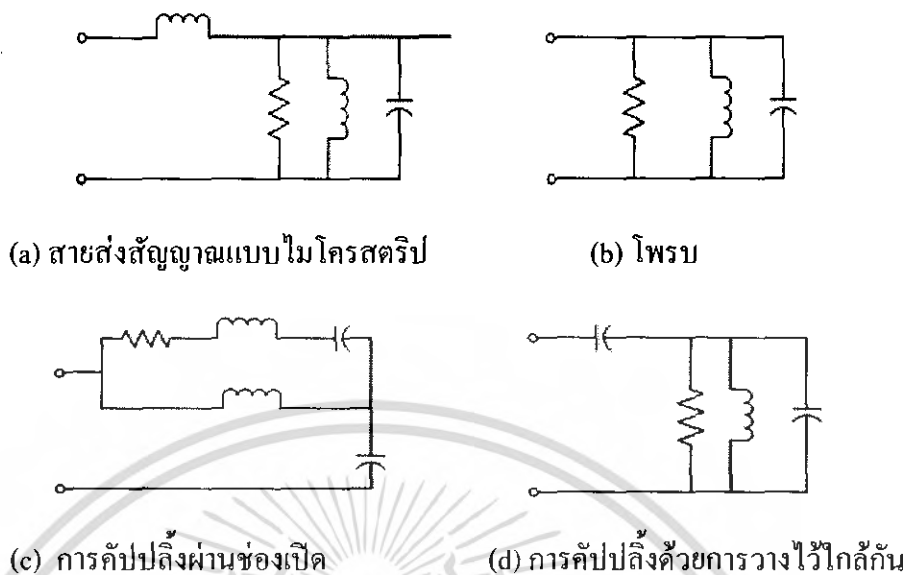 (a) สายส่งสัญญาณแบบไมโครสตริป
(b) โพรบ
(c) การคัปปลิ้งผ่านช่องเปิด
(d) การคัปปลิ้งด้วยการวางไว้ใกล้กัน